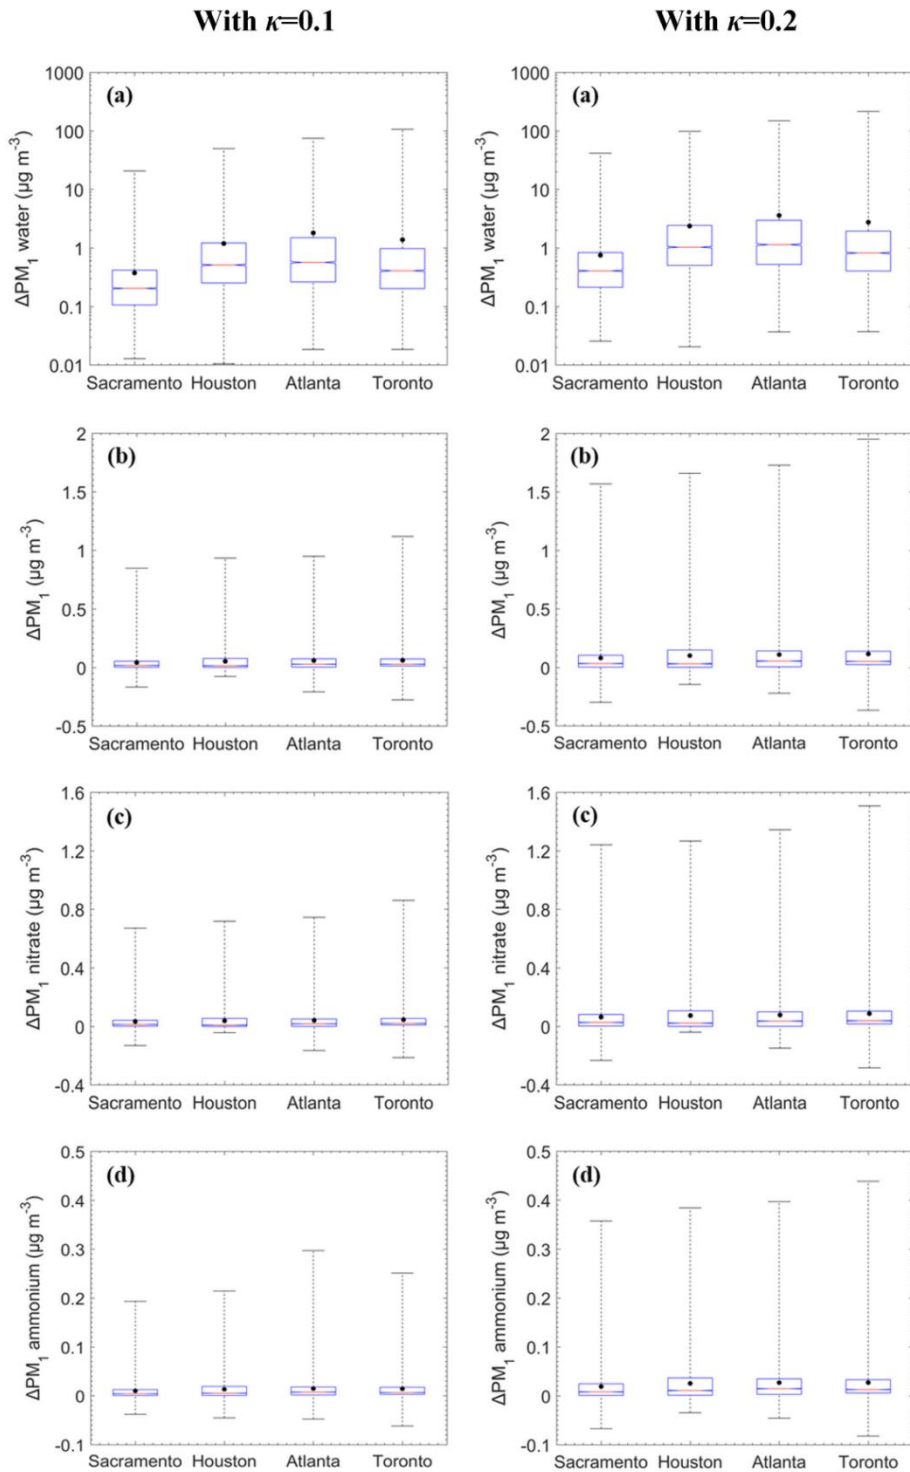 With κ=0.1
With κ=0.2
(a)
ΔPM₁ water (µg m⁻³)
1000
100
10
1
0.1
0.01
Sacramento Houston Atlanta Toronto
(a)
ΔPM₁ water (µg m⁻³)
1000
100
10
1
0.1
0.01
Sacramento Houston Atlanta Toronto
(b)
ΔPM₁ (µg m⁻³)
2
1.5
1
0.5
0
-0.5
Sacramento Houston Atlanta Toronto
(b)
ΔPM₁ (µg m⁻³)
2
1.5
1
0.5
0
-0.5
Sacramento Houston Atlanta Toronto
(c)
ΔPM₁ nitrate (µg m⁻³)
1.6
1.2
0.8
0.4
0
-0.4
Sacramento Houston Atlanta Toronto
(c)
ΔPM₁ nitrate (µg m⁻³)
1.6
1.2
0.8
0.4
0
-0.4
Sacramento Houston Atlanta Toronto
(d)
ΔPM₁ ammonium (µg m⁻³)
0.5
0.4
0.3
0.2
0.1
0
-0.1
Sacramento Houston Atlanta Toronto
(d)
ΔPM₁ ammonium (µg m⁻³)
0.5
0.4
0.3
0.2
0.1
0
-0.1
Sacramento Houston Atlanta Toronto